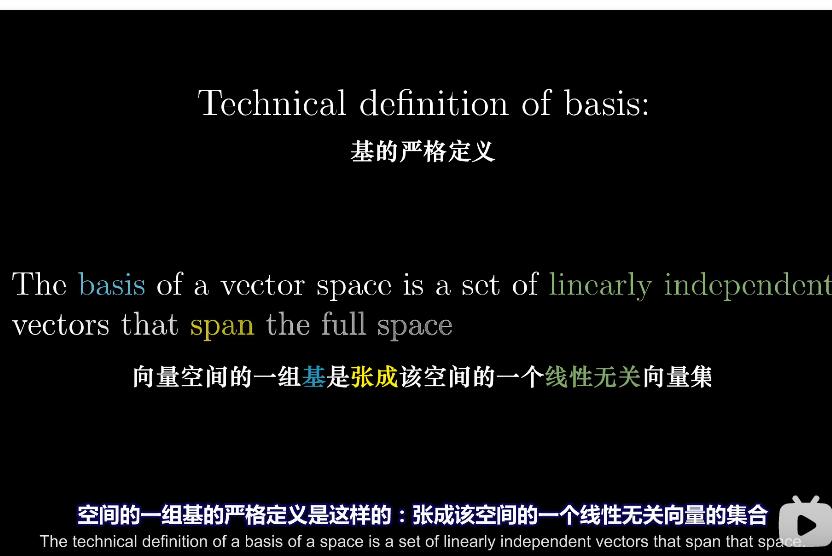 Technical definition of basis:
基的严格定义
The basis of a vector space is a set of linearly independent
vectors that span the full space
向量空间的一组基是张成该空间的一个线性无关向量集
空间的一组基的严格定义是这样的：张成该空间的一个线性无关向量的集合
The technical definition of a basis of a space is a set of linearly independent vectors that span that space.